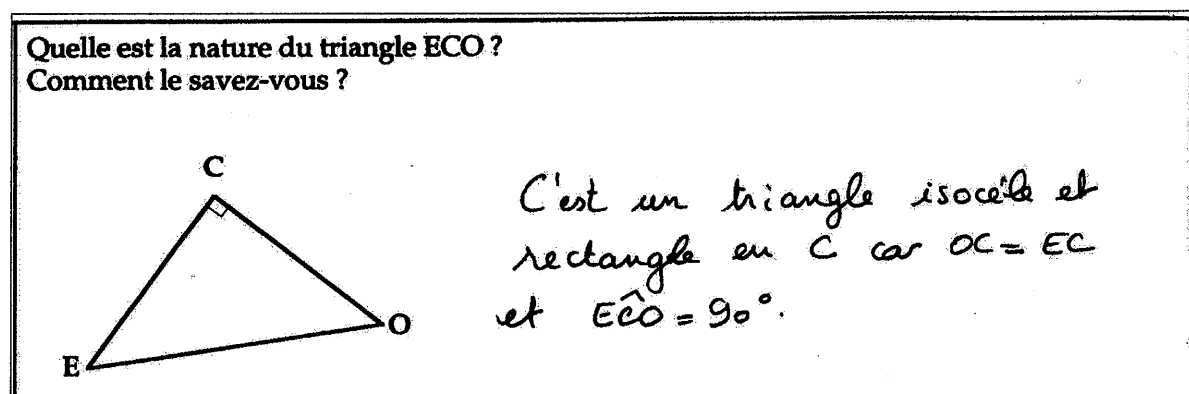 Quelle est la nature du triangle ECO ?
Comment le savez-vous ?
C
O
E
C'est un triangle isocèle et
rectangle en C car OC = EC
et EĈO = 90°.